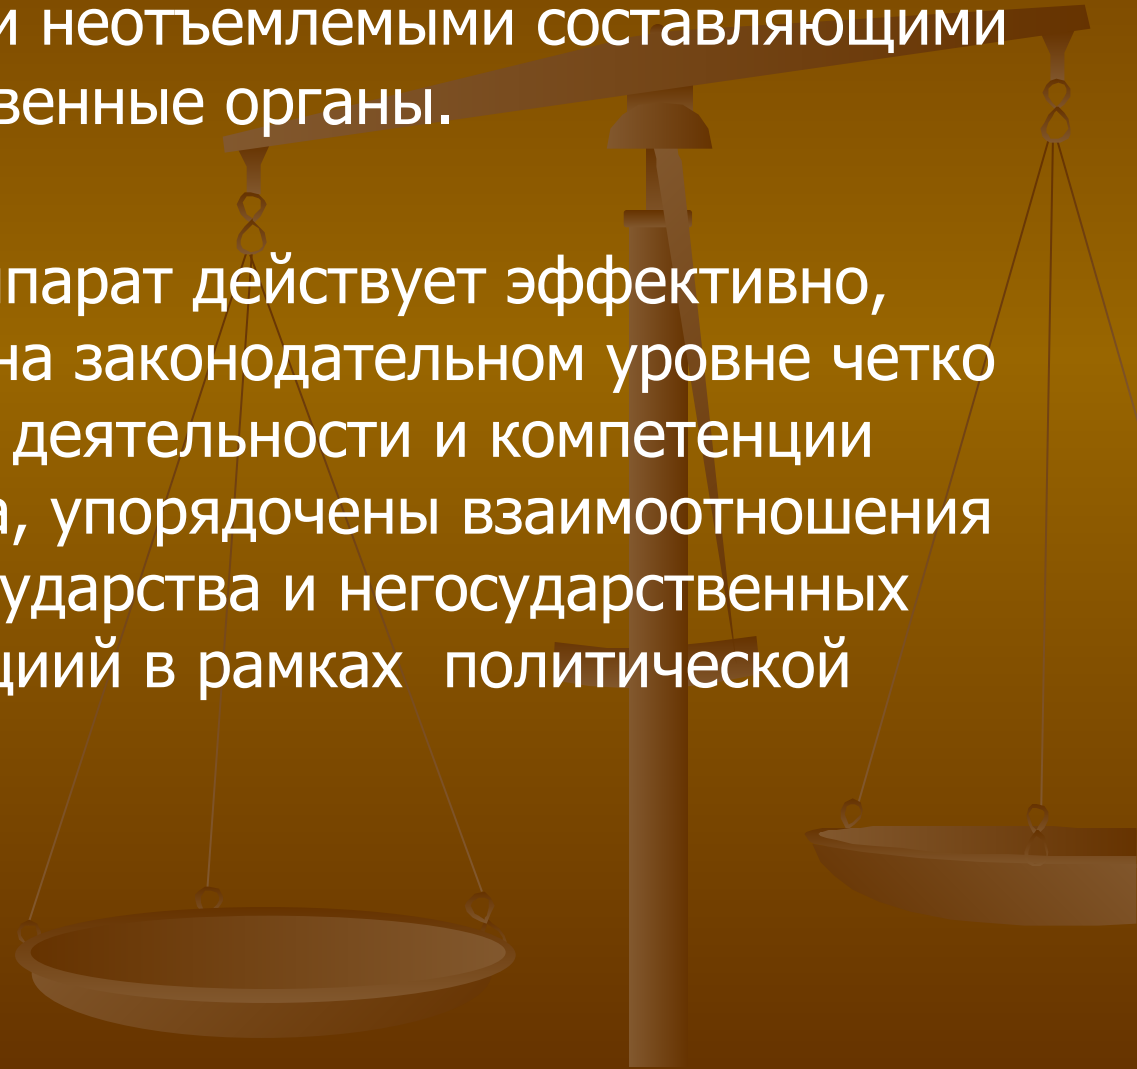 и неотъемлемыми составляющими
венные органы.
парат действует эффективно,
на законодательном уровне четко
деятельности и компетенции
а, упорядочены взаимоотношения
ударства и негосударственных
циий в рамках политической